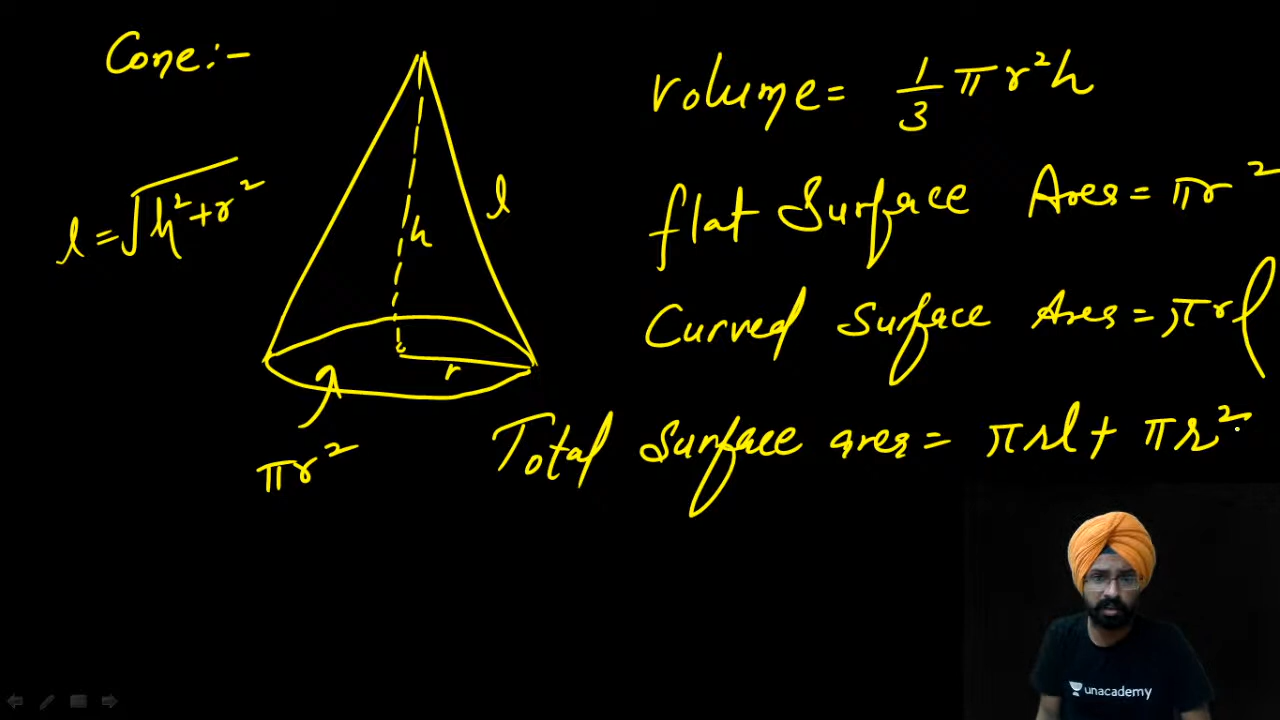 Cone:-
volume = 1/3 πr²h
l = √h²+r²
l
flat Surface Area = πr²
h
Curved Surface Area = πrl
r
πr²
Total Surface area = πrl + πr²
unacademy